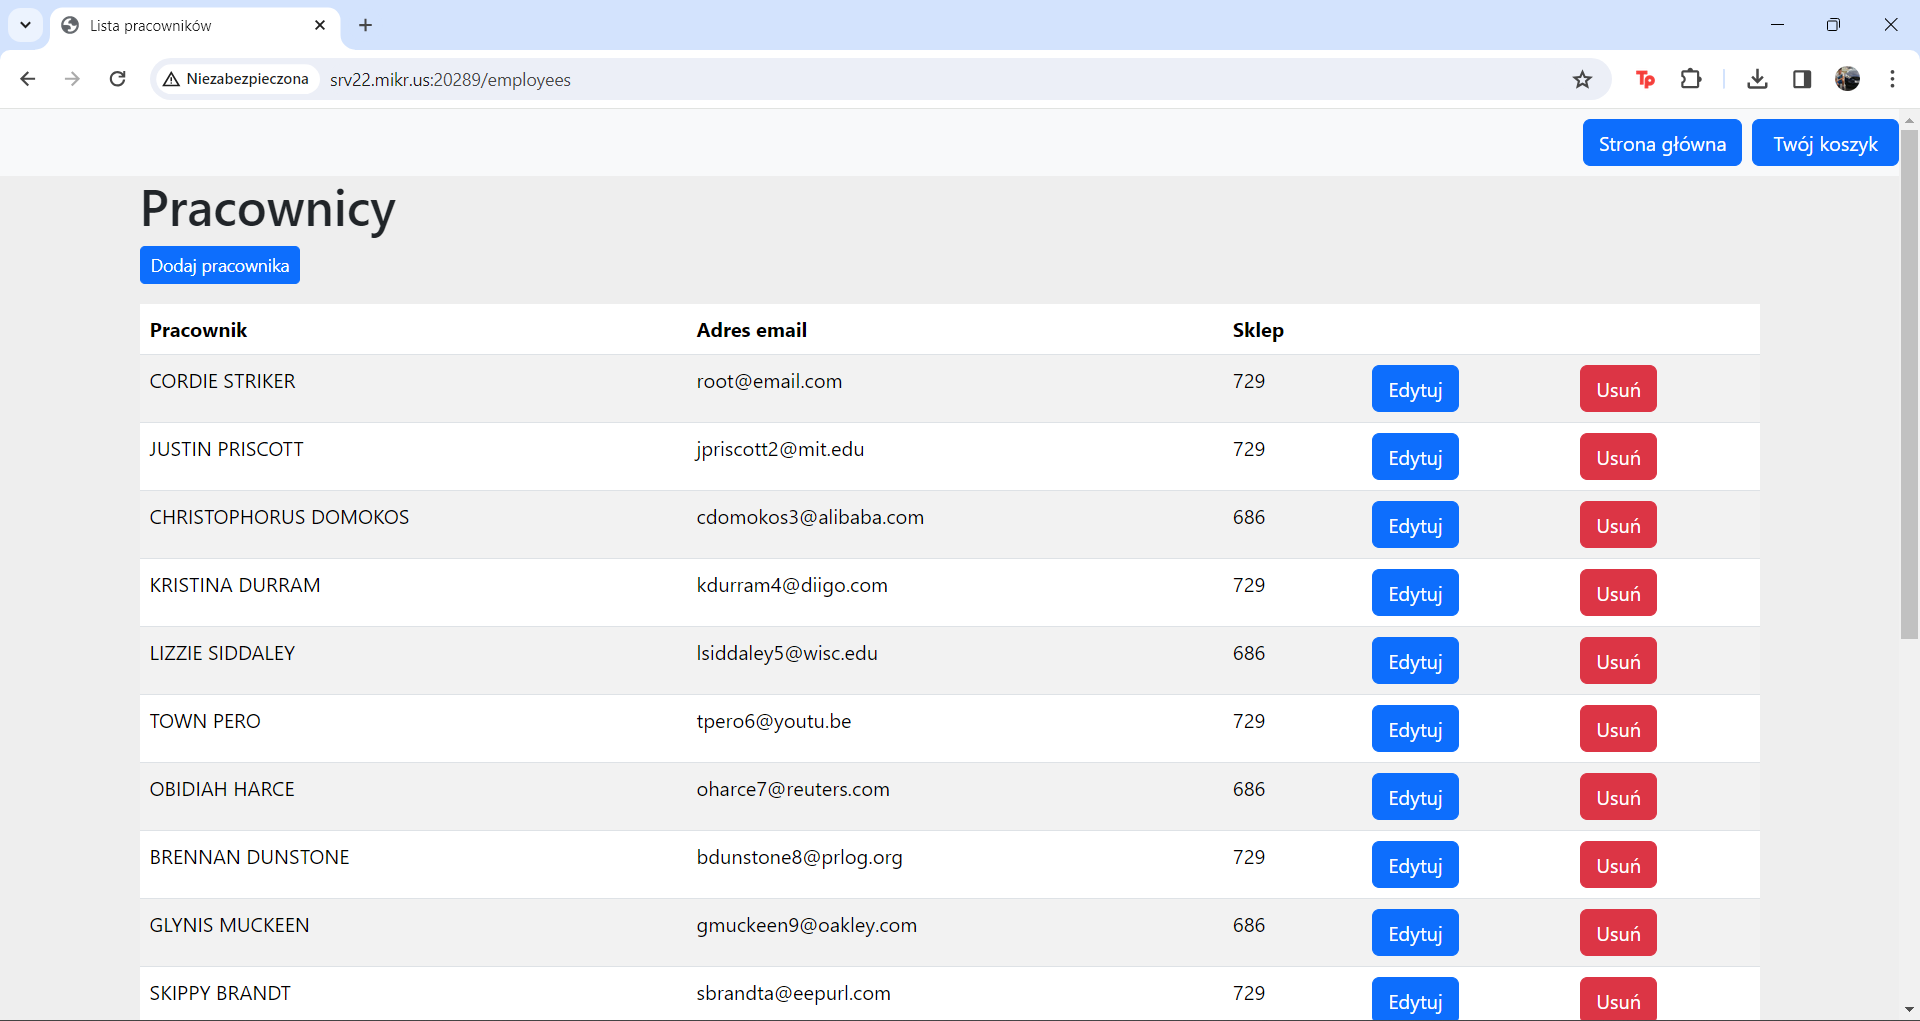 Lista pracowników
Niezabezpieczona srv22.mikr.us:20289/employees
Tp
Strona główna Twój koszyk
Pracownicy
Dodaj pracownika
Pracownik Adres email Sklep
CORDIE STRIKER root@email.com 729 Edytuj Usuń
JUSTIN PRISCOTT jpriscott2@mit.edu 729 Edytuj Usuń
CHRISTOPHORUS DOMOKOS cdomokos3@alibaba.com 686 Edytuj Usuń
KRISTINA DURRAM kdurram4@diigo.com 729 Edytuj Usuń
LIZZIE SIDDALEY lsiddaley5@wisc.edu 686 Edytuj Usuń
TOWN PERO tpero6@youtu.be 729 Edytuj Usuń
OBIDIAH HARCE oharce7@reuters.com 686 Edytuj Usuń
BRENNAN DUNSTONE bdunstone8@prlog.org 729 Edytuj Usuń
GLYNIS MUCKEEN gmuckeen9@oakley.com 686 Edytuj Usuń
SKIPPY BRANDT sbrandta@eepurl.com 729 Edytuj Usuń